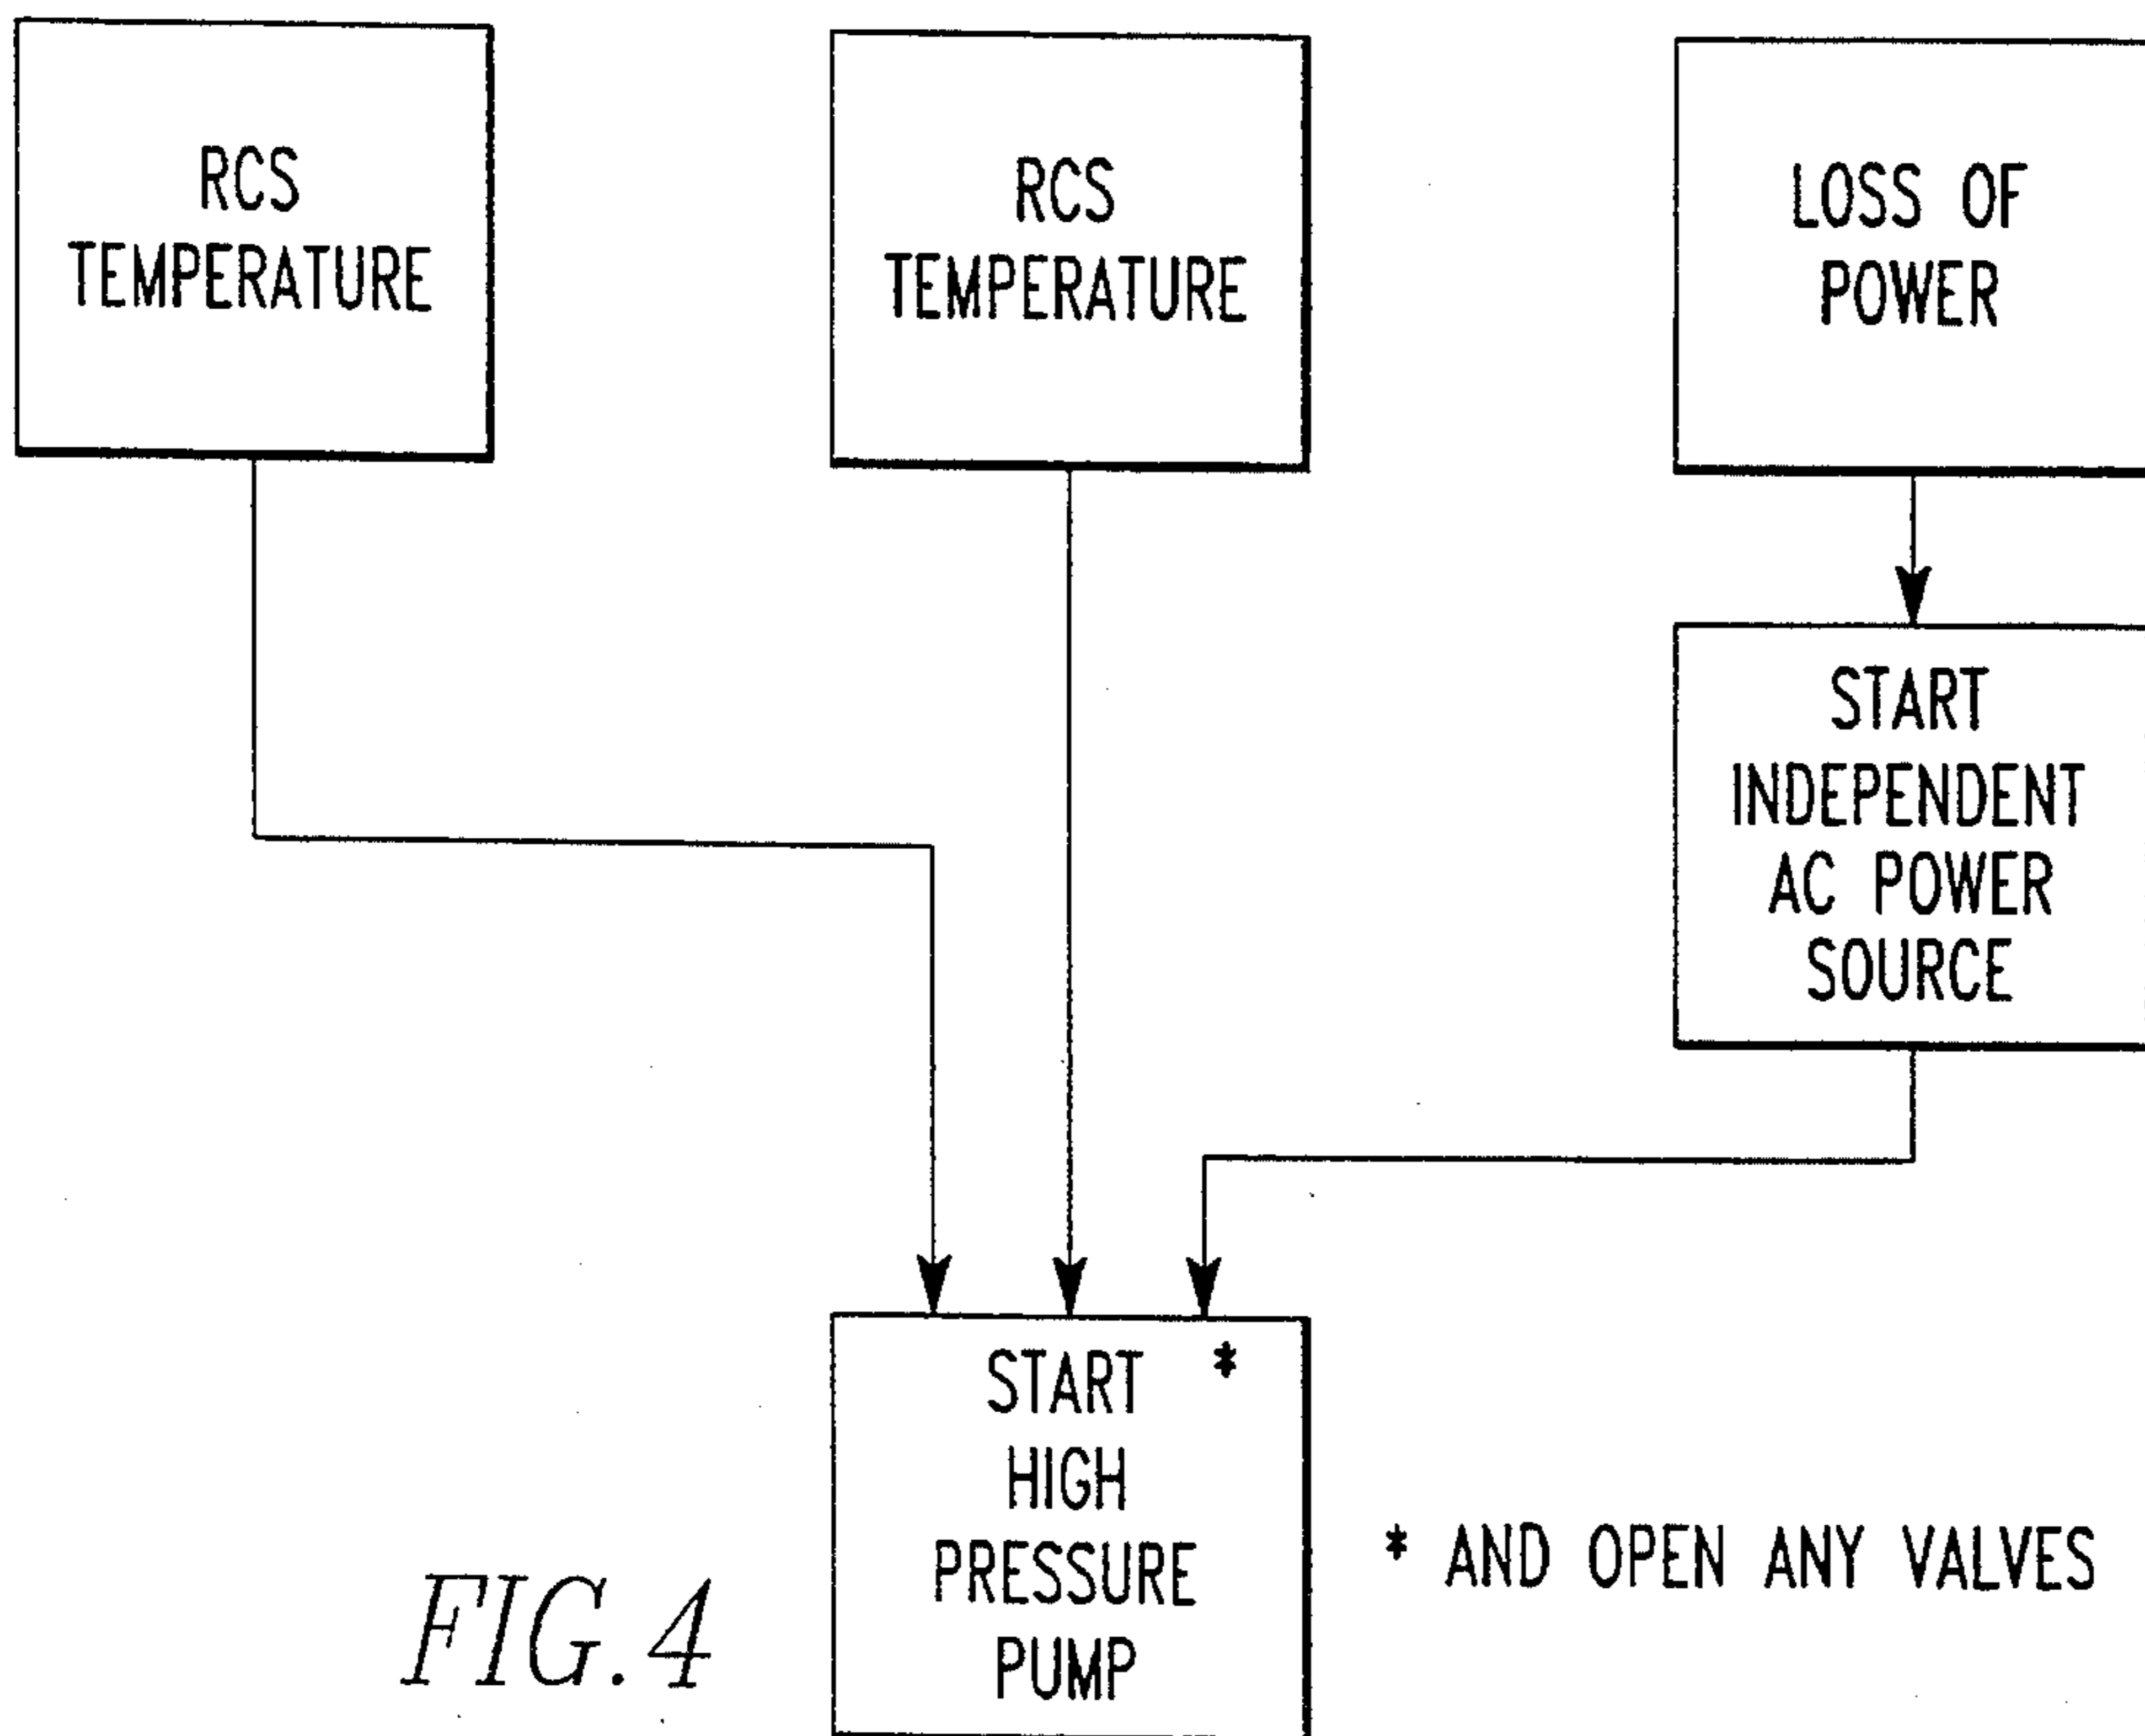 RCS
TEMPERATURE
RCS
TEMPERATURE
LOSS OF
POWER
START
INDEPENDENT
AC POWER
SOURCE
START *
HIGH
PRESSURE
PUMP
* AND OPEN ANY VALVES
FIG. 4